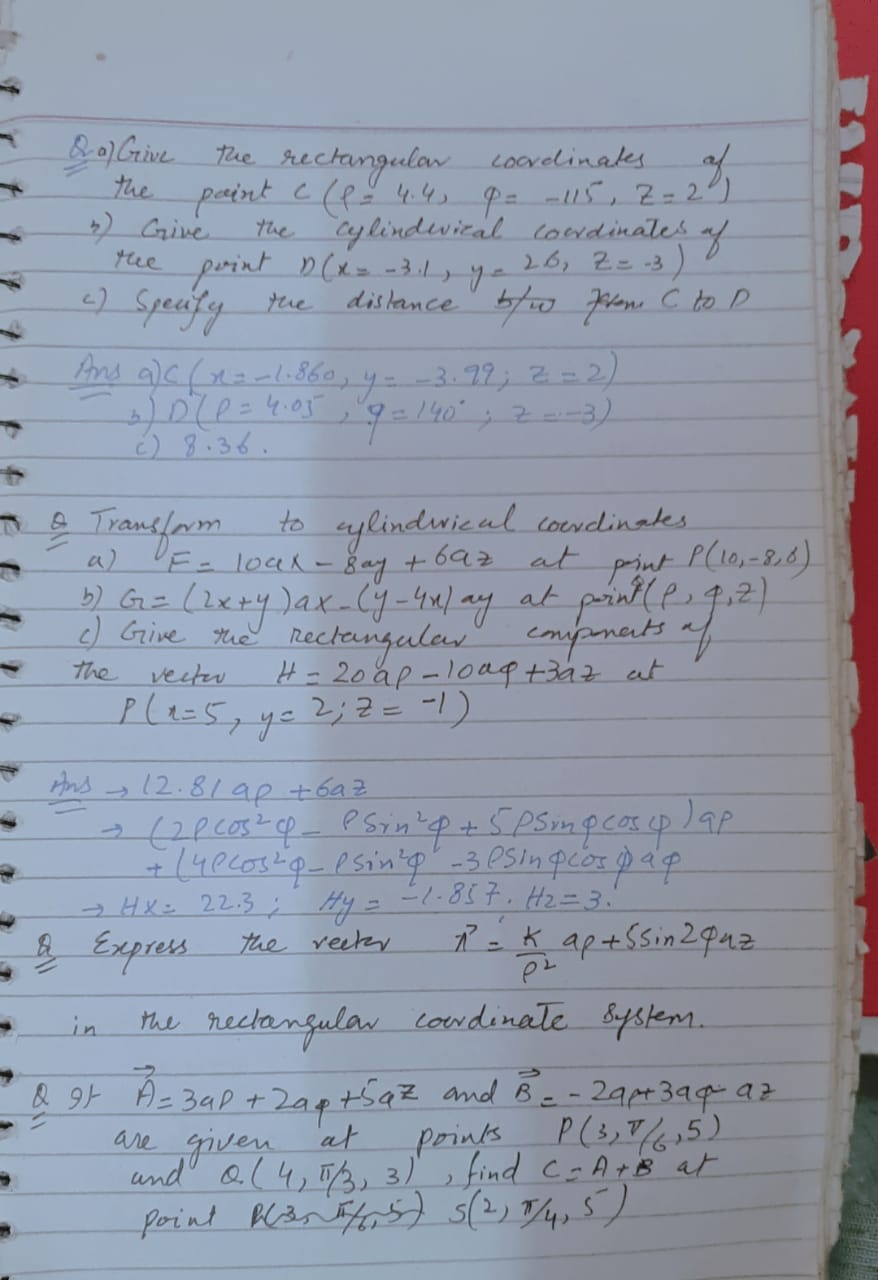 Q a) Give the rectangular coordinates of
the point C (ρ = 4.4, φ = -115, Z = 2)
b) Give the cylindrical coordinates of
the point D(x = -3.1, y = 26, Z = -3)
c) Specify the distance b/w from C to D
Ans a) C (x = -1.860, y = -3.99; Z = 2)
b) D (ρ = 4.05, φ = 140°; Z = -3)
c) 8.36.
Q Transform to cylindrical coordinates
a) F = 10ax - 8ay + 6az at point P(10,-8,6)
b) G = (2x+y)ax - (y-4x)ay at point (ρ, φ, z)
c) Give the rectangular components of
the vector H = 20aρ - 10aφ + 3az at
P(x=5, y=2; Z = -1)
Ans → 12.81 aρ + 6az
→ (2ρcos²φ - ρSin²φ + 5ρSinφcosφ)aρ
+ (4ρcos²φ - ρSin²φ - 3ρSinφcosφ)aφ
→ Hx = 22.3; Hy = -1.857. Hz = 3.
Q Express the vector = K/ρ² aρ + 5Sin2φaz
in the rectangular coordinate System.
Q If A⃗ = 3aρ + 2aφ + 5az and B⃗ = -2aρ+3aφ-az
are given at points P(3, π/6, 5)
and Q(4, π/3, 3), find C = A+B at
point S(2, π/4, 5)